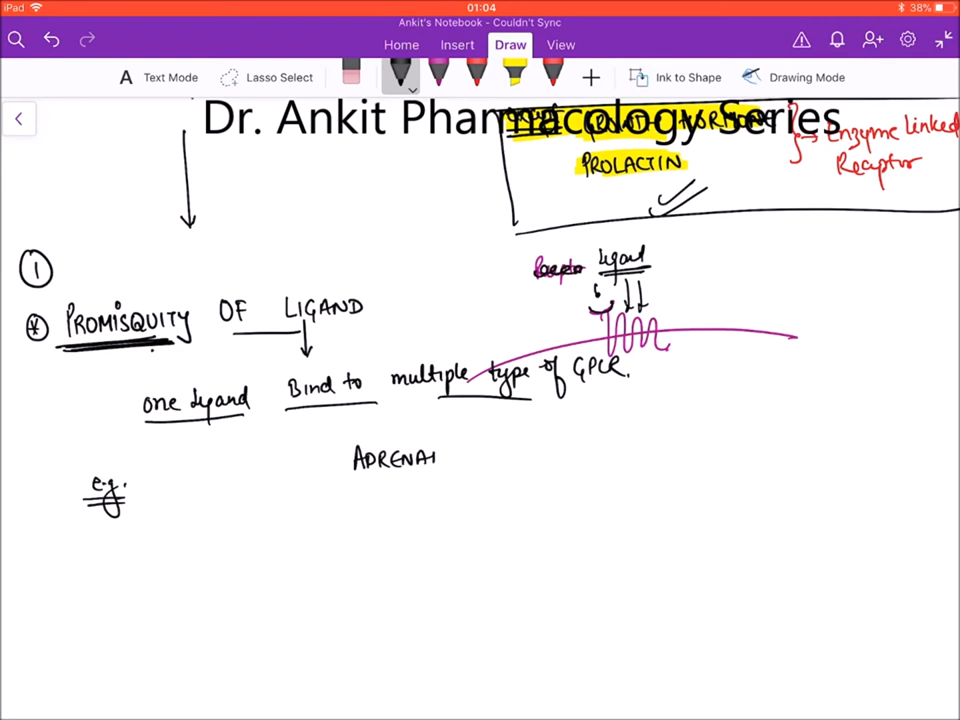 iPad 01:04 38%
Ankit's Notebook - Couldn't Sync
Home Insert Draw View
A Text Mode Lasso Select Ink to Shape Drawing Mode
Dr. Ankit Pharmacology Series
GROWTH HORMONE
PROLACTIN
→ Enzyme linked
Receptor
1
Ligand
* PROMISQUITY OF LIGAND
one ligand Bind to multiple type of GPCR.
ADRENA
e.g.